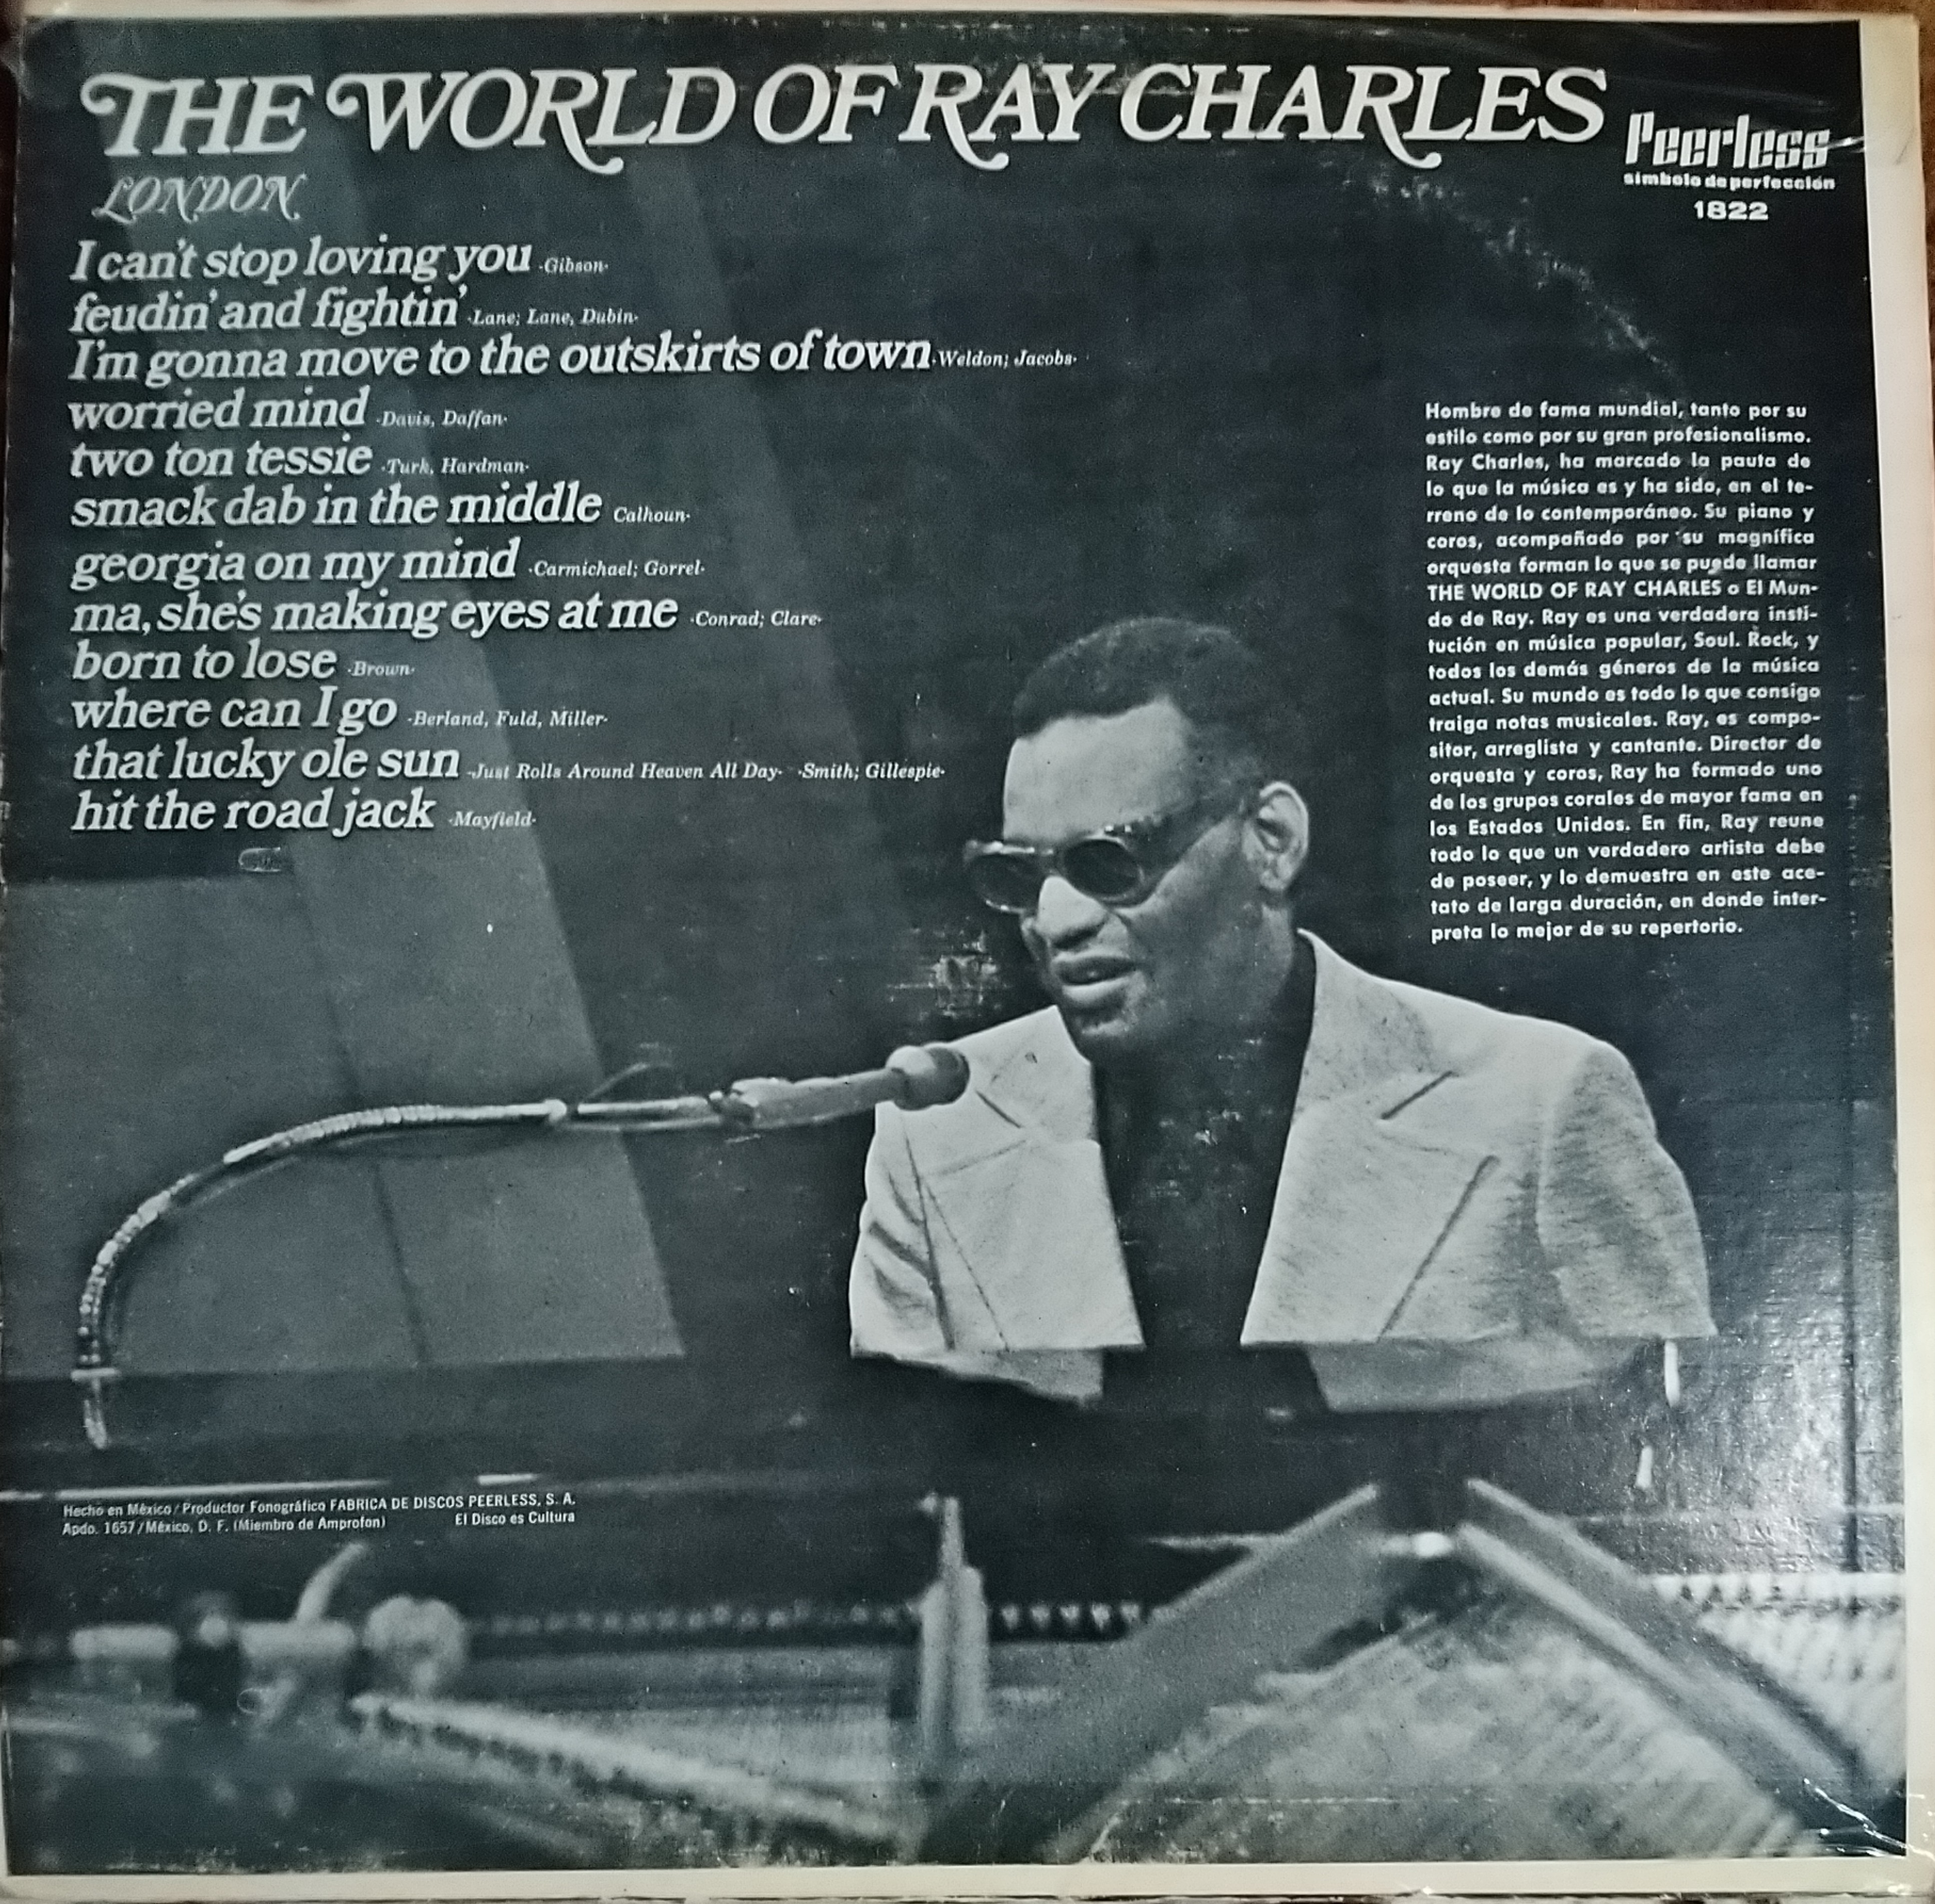 THE WORLD OF RAY CHARLES
Peerless
símbolo de perfección
1822
LONDON
I can't stop loving you -Gibson-
feudin' and fightin' -Lane; Lane, Dubin-
I'm gonna move to the outskirts of town -Weldon; Jacobs-
worried mind -Davis, Daffan-
two ton tessie -Turk, Hardman-
smack dab in the middle Calhoun-
georgia on my mind -Carmichael; Gorrel-
ma, she's making eyes at me -Conrad; Clare-
born to lose -Brown-
where can I go -Berland, Fuld, Miller-
that lucky ole sun -Just Rolls Around Heaven All Day- -Smith; Gillespie-
hit the road jack -Mayfield-
Hombre de fama mundial, tanto por su
estilo como por su gran profesionalismo.
Ray Charles, ha marcado la pauta de
lo que la música es y ha sido, en el te-
rreno de lo contemporáneo. Su piano y
coros, acompañado por su magnífica
orquesta forman lo que se puede llamar
THE WORLD OF RAY CHARLES o El Mun-
do de Ray. Ray es una verdadera insti-
tución en música popular, Soul. Rock, y
todos los demás géneros de la música
actual. Su mundo es todo lo que consigo
traiga notas musicales. Ray, es compo-
sitor, arreglista y cantante. Director de
orquesta y coros, Ray ha formado uno
de los grupos corales de mayor fama en
los Estados Unidos. En fin, Ray reune
todo lo que un verdadero artista debe
de poseer, y lo demuestra en este ace-
tato de larga duración, en donde inter-
preta lo mejor de su repertorio.
Hecho en México / Productor Fonográfico FABRICA DE DISCOS PEERLESS, S. A.
Apdo. 1657 / México, D. F. (Miembro de Amprofon) El Disco es Cultura